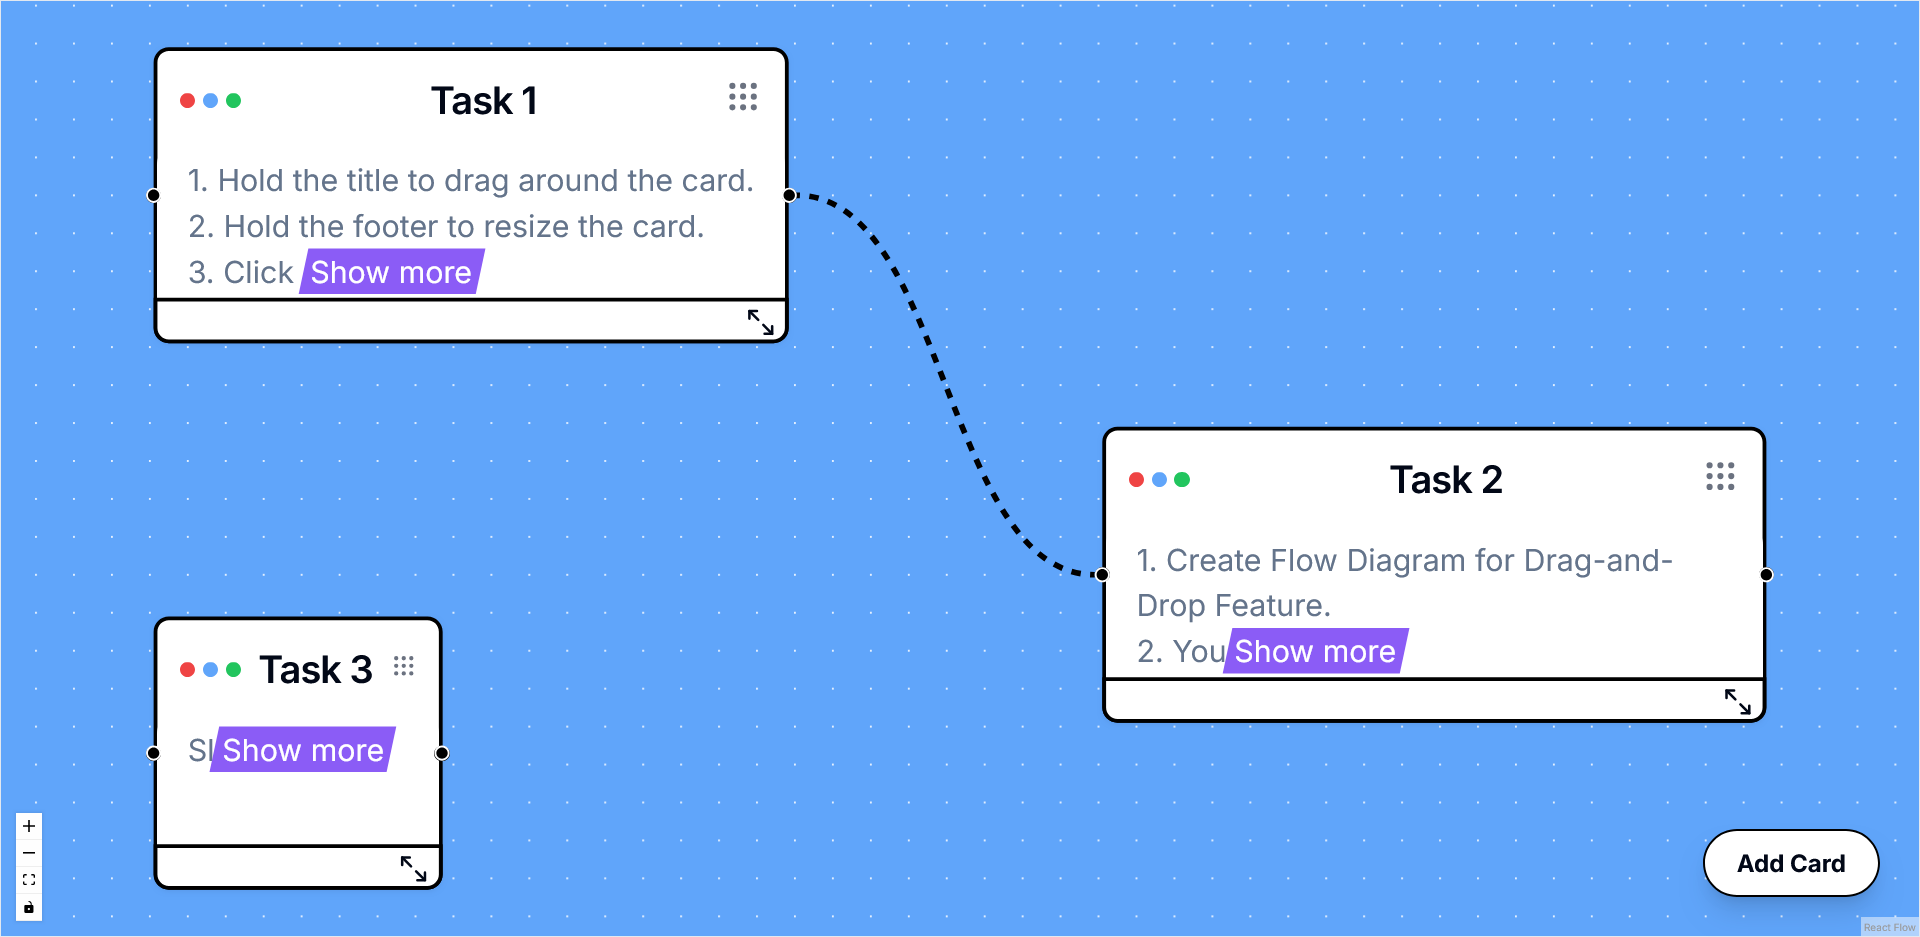 Task 1
1. Hold the title to drag around the card.
2. Hold the footer to resize the card.
3. Click Show more
Task 2
1. Create Flow Diagram for Drag-and-
Drop Feature.
2. You Show more
Task 3
Show more
Add Card
React Flow